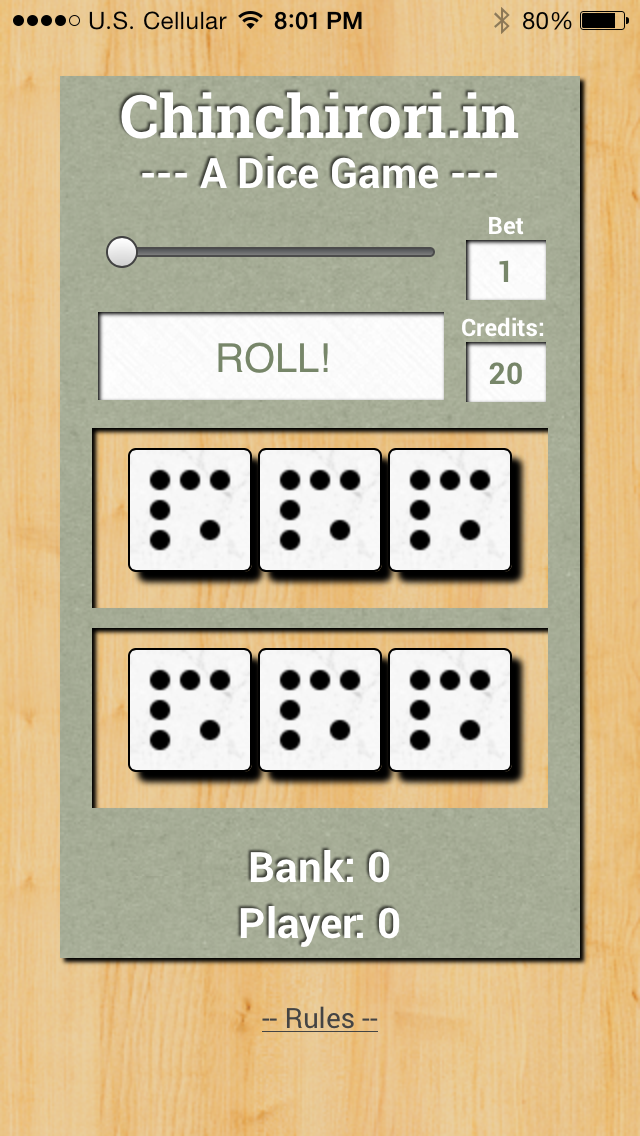 U.S. Cellular 8:01 PM 80%
Chinchirori.in
--- A Dice Game ---
Bet
1
ROLL!
Credits:
20
Bank: 0
Player: 0
-- Rules --